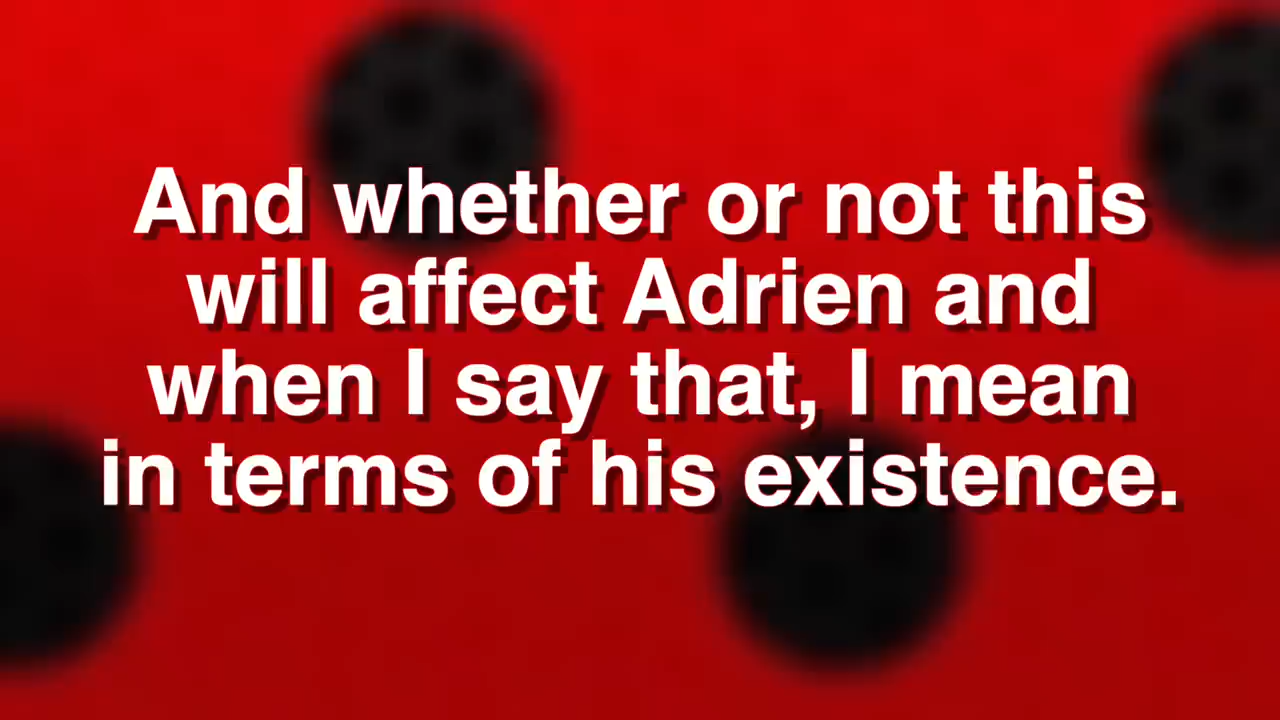 And whether or not this
will affect Adrien and
when I say that, I mean
in terms of his existence.